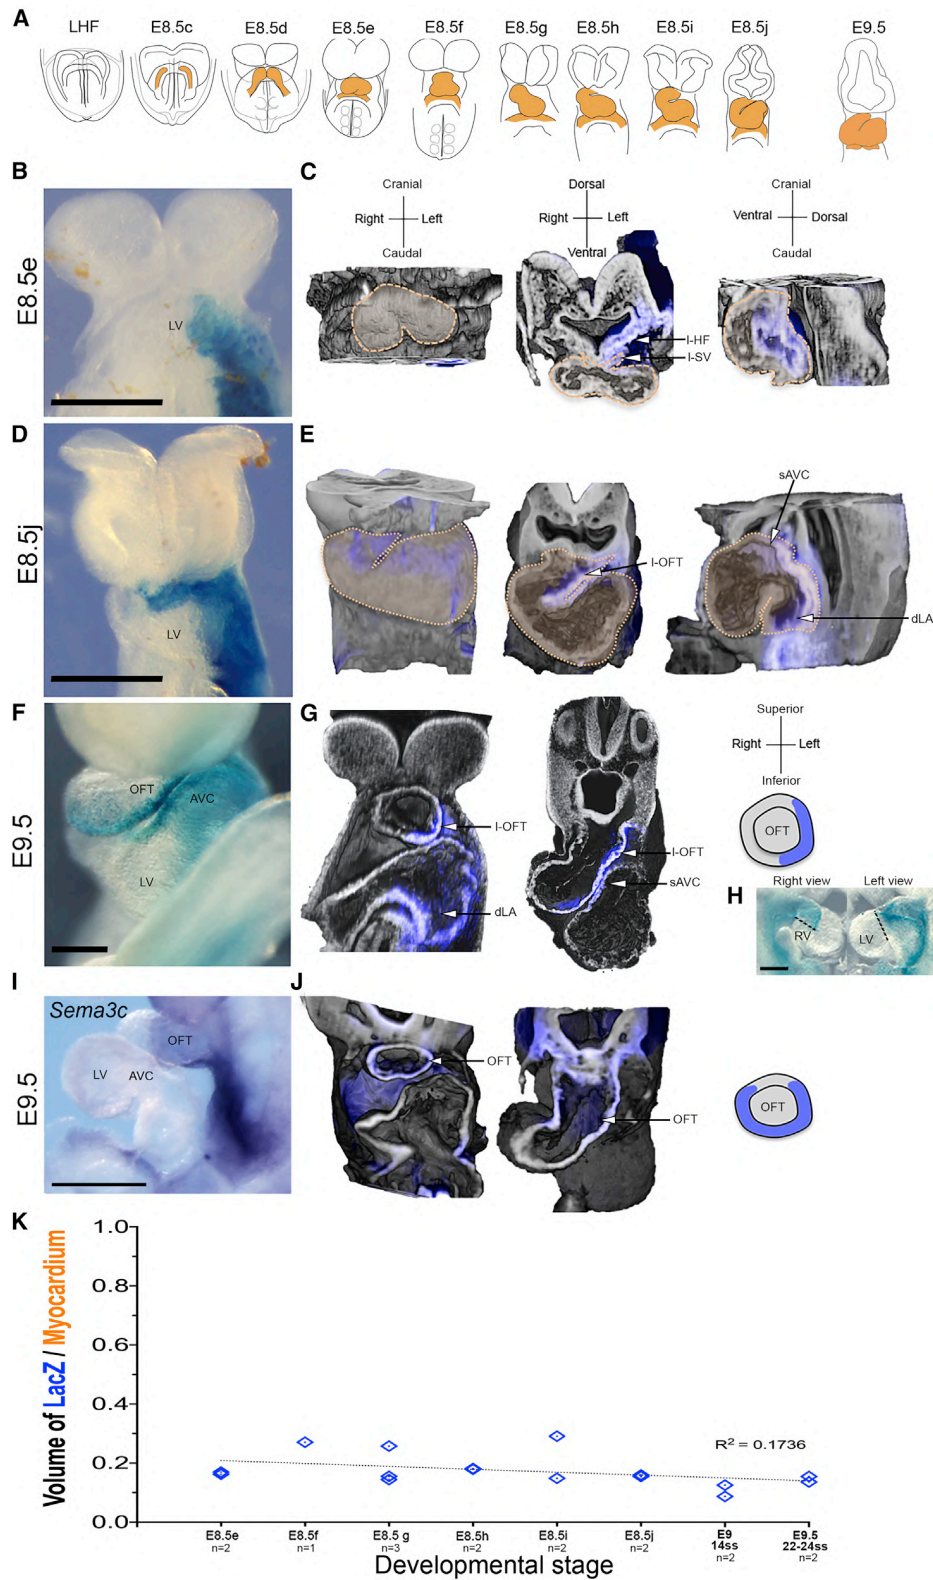 A
LHF E8.5c E8.5d E8.5e E8.5f E8.5g E8.5h E8.5i E8.5j E9.5
B
E8.5e
LV
C
Cranial
Right Left
Caudal
Dorsal
Right Left
Ventral
Cranial
Ventral Dorsal
Caudal
l-HF
l-SV
D
E8.5j
LV
E
sAVC
l-OFT
dLA
F
E9.5
OFT
AVC
LV
G
l-OFT
dLA
l-OFT
sAVC
Superior
Right Left
Inferior
OFT
H
Right view Left view
RV
LV
I
E9.5
Sema3c
OFT
LV
AVC
J
OFT
OFT
OFT
K
Volume of LacZ / Myocardium
1.0
0.8
0.6
0.4
0.2
0.0
R² = 0.1736
E8.5e E8.5f E8.5 g E8.5h E8.5i E8.5j E9 E9.5
14ss 22-24ss
n=2 n=1 n=3 n=2 n=2 n=2 n=2 n=2
Developmental stage